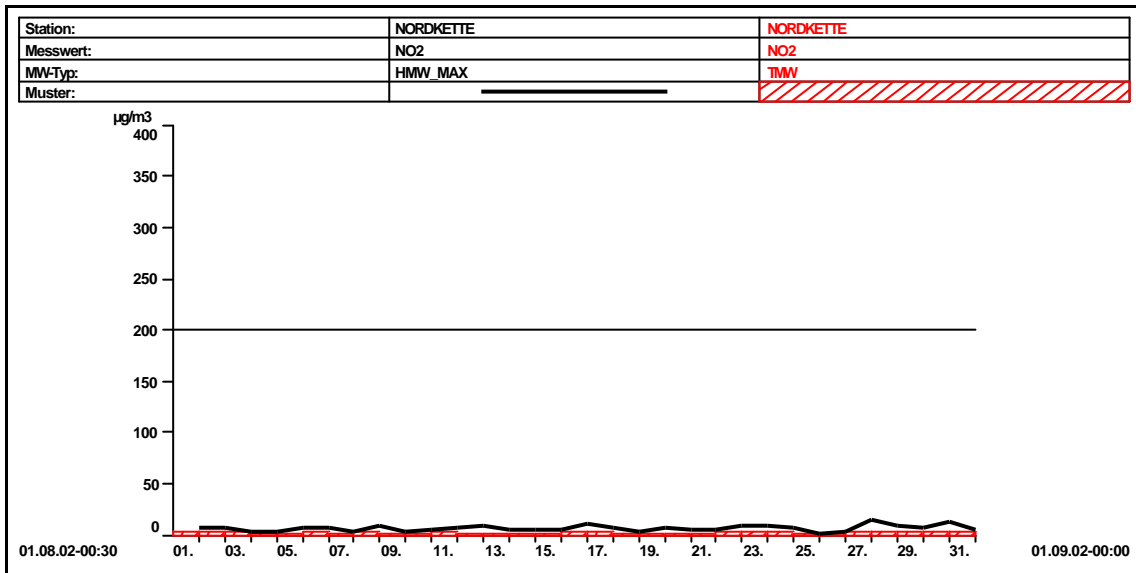 Station: NORDKETTE NORDKETTE
Messwert: NO2 NO2
MW-Typ: HMW_MAX TMW
Muster:
µg/m3
400
350
300
250
200
150
100
50
0
01.08.02-00:30 01. 03. 05. 07. 09. 11. 13. 15. 17. 19. 21. 23. 25. 27. 29. 31. 01.09.02-00:00